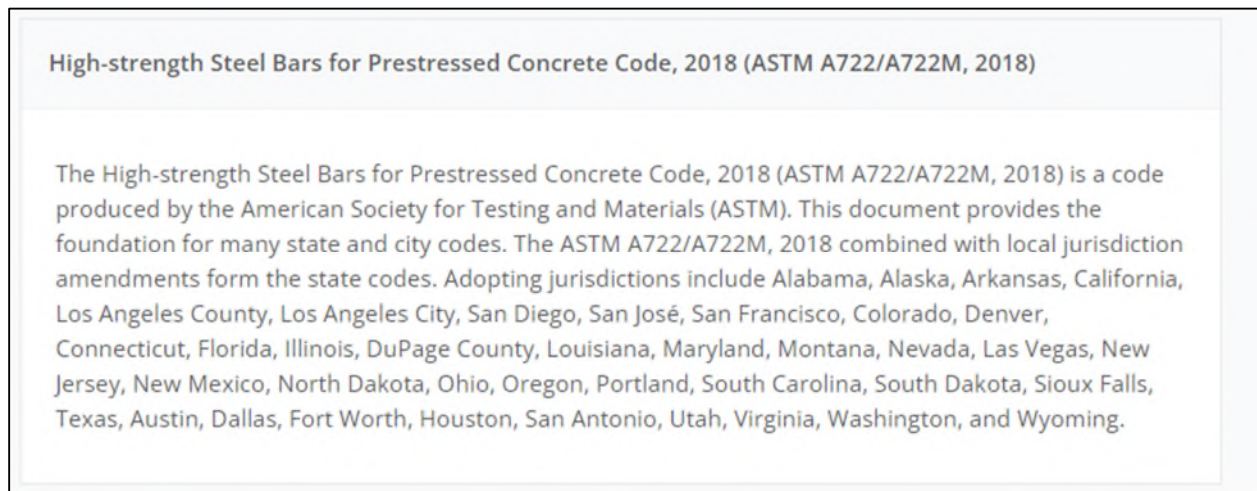 High-strength Steel Bars for Prestressed Concrete Code, 2018 (ASTM A722/A722M, 2018)
The High-strength Steel Bars for Prestressed Concrete Code, 2018 (ASTM A722/A722M, 2018) is a code
produced by the American Society for Testing and Materials (ASTM). This document provides the
foundation for many state and city codes. The ASTM A722/A722M, 2018 combined with local jurisdiction
amendments form the state codes. Adopting jurisdictions include Alabama, Alaska, Arkansas, California,
Los Angeles County, Los Angeles City, San Diego, San José, San Francisco, Colorado, Denver,
Connecticut, Florida, Illinois, DuPage County, Louisiana, Maryland, Montana, Nevada, Las Vegas, New
Jersey, New Mexico, North Dakota, Ohio, Oregon, Portland, South Carolina, South Dakota, Sioux Falls,
Texas, Austin, Dallas, Fort Worth, Houston, San Antonio, Utah, Virginia, Washington, and Wyoming.